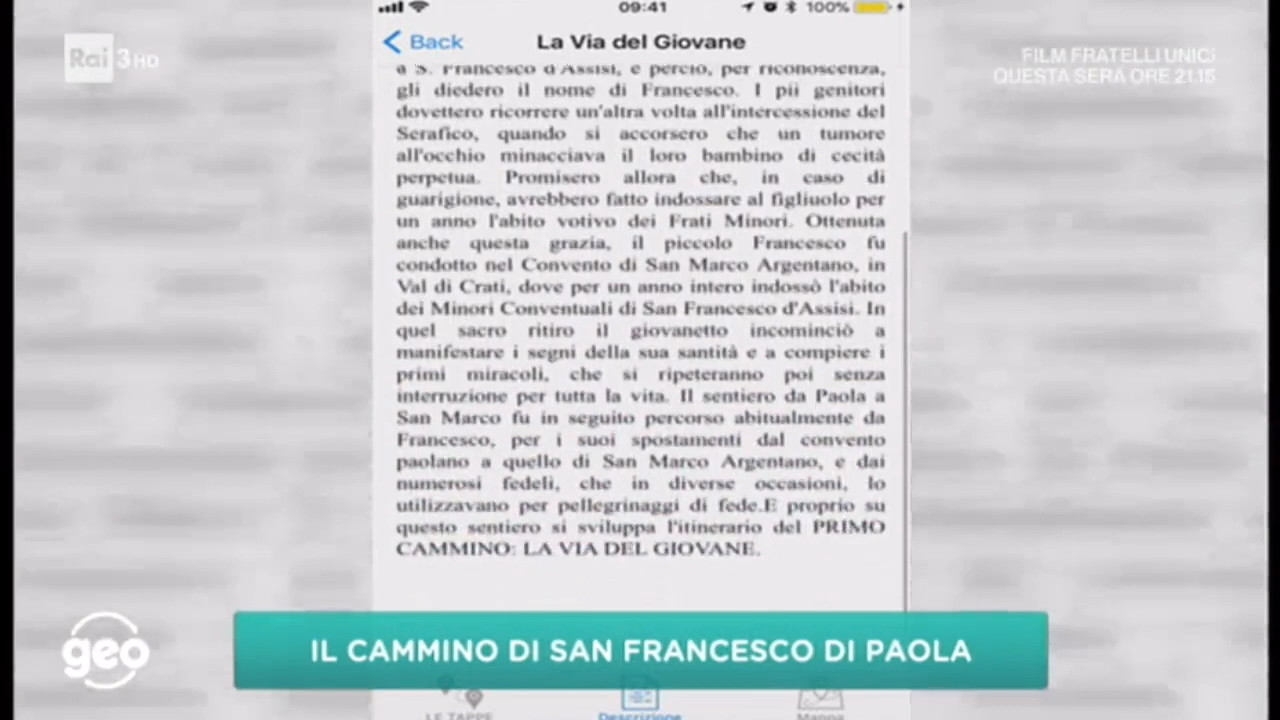 09:41
100%
Rai 3HD
Back
La Via del Giovane
FILM FRATELLI UNICI
QUESTA SERA ORE 21.15
a S. Francesco d'Assisi, e perciò, per riconoscenza,
gli diedero il nome di Francesco. I pii genitori
dovettero ricorrere un'altra volta all'intercessione del
Serafico, quando si accorsero che un tumore
all'occhio minacciava il loro bambino di cecità
perpetua. Promisero allora che, in caso di
guarigione, avrebbero fatto indossare al figliuolo per
un anno l'abito votivo dei Frati Minori. Ottenuta
anche questa grazia, il piccolo Francesco fu
condotto nel Convento di San Marco Argentano, in
Val di Crati, dove per un anno intero indossò l'abito
dei Minori Conventuali di San Francesco d'Assisi. In
quel sacro ritiro il giovanetto incominciò a
manifestare i segni della sua santità e a compiere i
primi miracoli, che si ripeteranno poi senza
interruzione per tutta la vita. Il sentiero da Paola a
San Marco fu in seguito percorso abitualmente da
Francesco, per i suoi spostamenti dal convento
paolano a quello di San Marco Argentano, e dai
numerosi fedeli, che in diverse occasioni, lo
utilizzavano per pellegrinaggi di fede.E proprio su
questo sentiero si sviluppa l'itinerario del PRIMO
CAMMINO: LA VIA DEL GIOVANE.
geo
IL CAMMINO DI SAN FRANCESCO DI PAOLA
LE TAPPE
Descrizione
Mappa